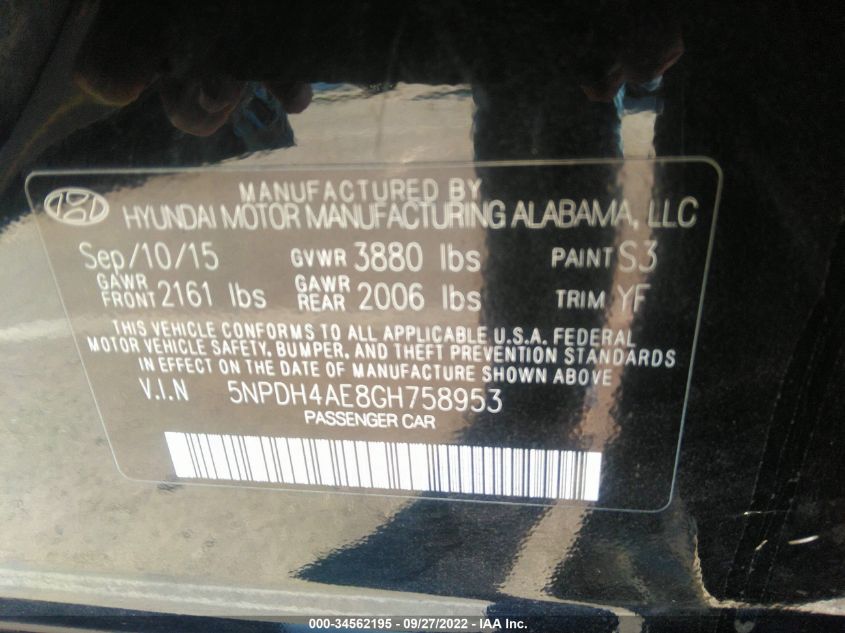 MANUFACTURED BY
HYUNDAI MOTOR MANUFACTURING ALABAMA, LLC
Sep/10/15 GVWR 3880 lbs PAINT S3
GAWR FRONT 2161 lbs GAWR REAR 2006 lbs TRIM YF
THIS VEHICLE CONFORMS TO ALL APPLICABLE U.S.A. FEDERAL
MOTOR VEHICLE SAFETY, BUMPER, AND THEFT PREVENTION STANDARDS
IN EFFECT ON THE DATE OF MANUFACTURE SHOWN ABOVE
V.I.N 5NPDH4AE8GH758953
PASSENGER CAR
000-34562195 - 09/27/2022 - IAA Inc.